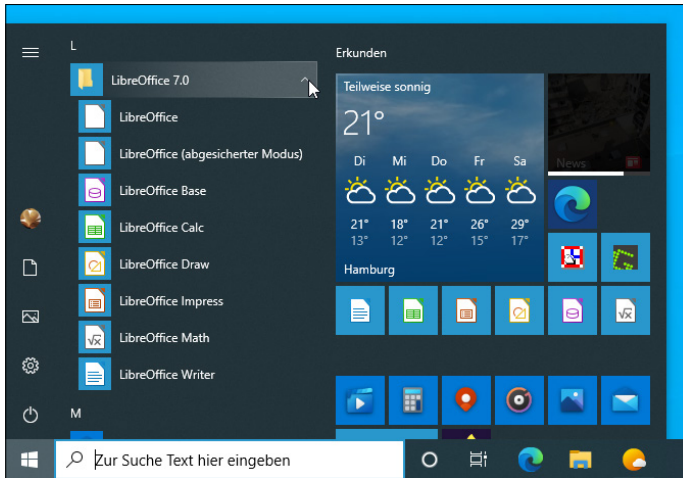 L
LibreOffice 7.0
LibreOffice
LibreOffice (abgesicherter Modus)
LibreOffice Base
LibreOffice Calc
LibreOffice Draw
LibreOffice Impress
LibreOffice Math
LibreOffice Writer
M
Erkunden
Teilweise sonnig
21°
Di Mi Do Fr Sa
21° 18° 21° 26° 29°
13° 12° 12° 15° 17°
Hamburg
News
Zur Suche Text hier eingeben